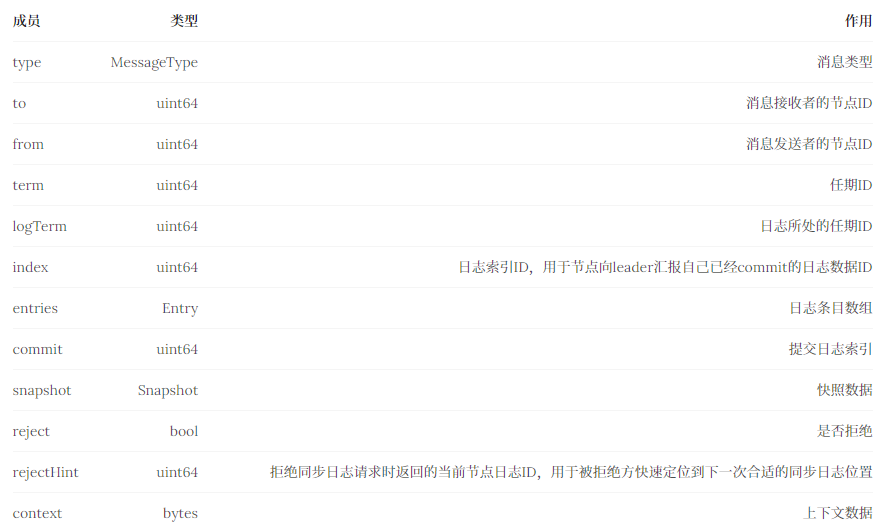 成员 类型 作用
type MessageType 消息类型
to uint64 消息接收者的节点ID
from uint64 消息发送者的节点ID
term uint64 任期ID
logTerm uint64 日志所处的任期ID
index uint64 日志索引ID，用于节点向leader汇报自己已经commit的日志数据ID
entries Entry 日志条目数组
commit uint64 提交日志索引
snapshot Snapshot 快照数据
reject bool 是否拒绝
rejectHint uint64 拒绝同步日志请求时返回的当前节点日志ID，用于被拒绝方快速定位到下一次合适的同步日志位置
context bytes 上下文数据